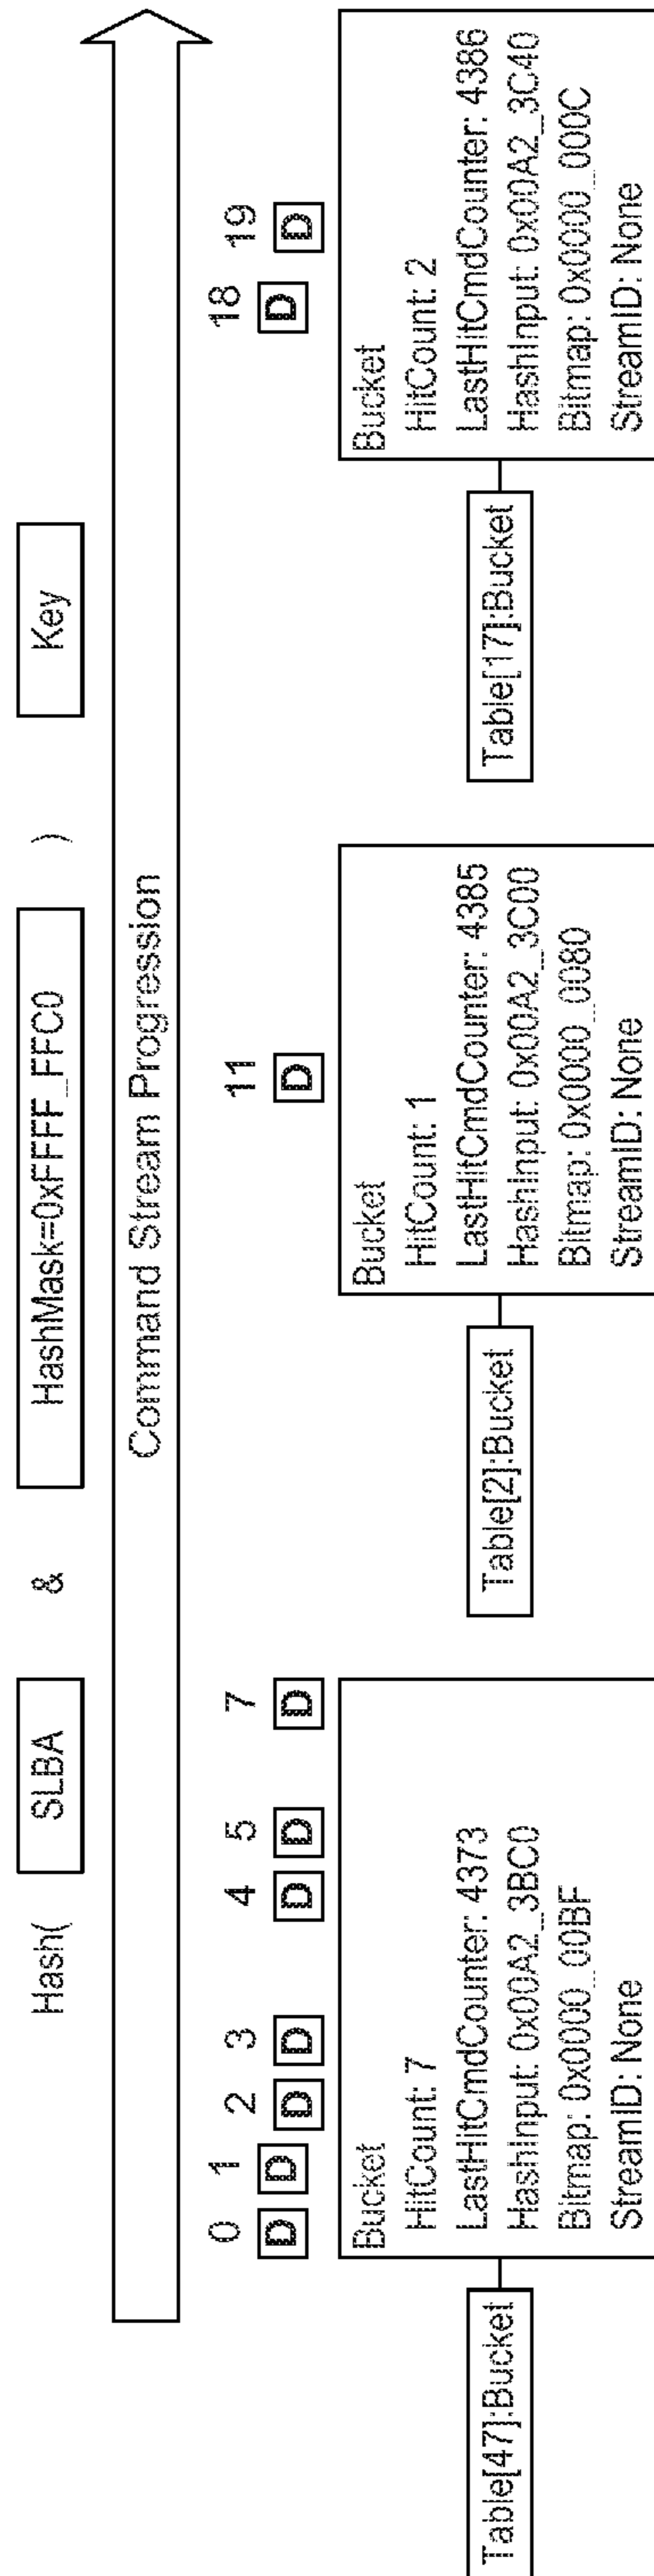 Hash( SLBA & HashMask=0xFFFF_FFC0 ) Key
Command Stream Progression
0 1 2 3 4 5 7 11 18 19
D D D D D D D D D D
Table[47]:Bucket
Bucket
HitCount: 7
LastHitCmdCounter: 4373
HashInput: 0x00A2_3BC0
Bitmap: 0x0000_00BF
StreamID: None
Table[2]:Bucket
Bucket
HitCount: 1
LastHitCmdCounter: 4385
HashInput: 0x00A2_3C00
Bitmap: 0x0000_0080
StreamID: None
Table[17]:Bucket
Bucket
HitCount: 2
LastHitCmdCounter: 4386
HashInput: 0x00A2_3C40
Bitmap: 0x0000_000C
StreamID: None